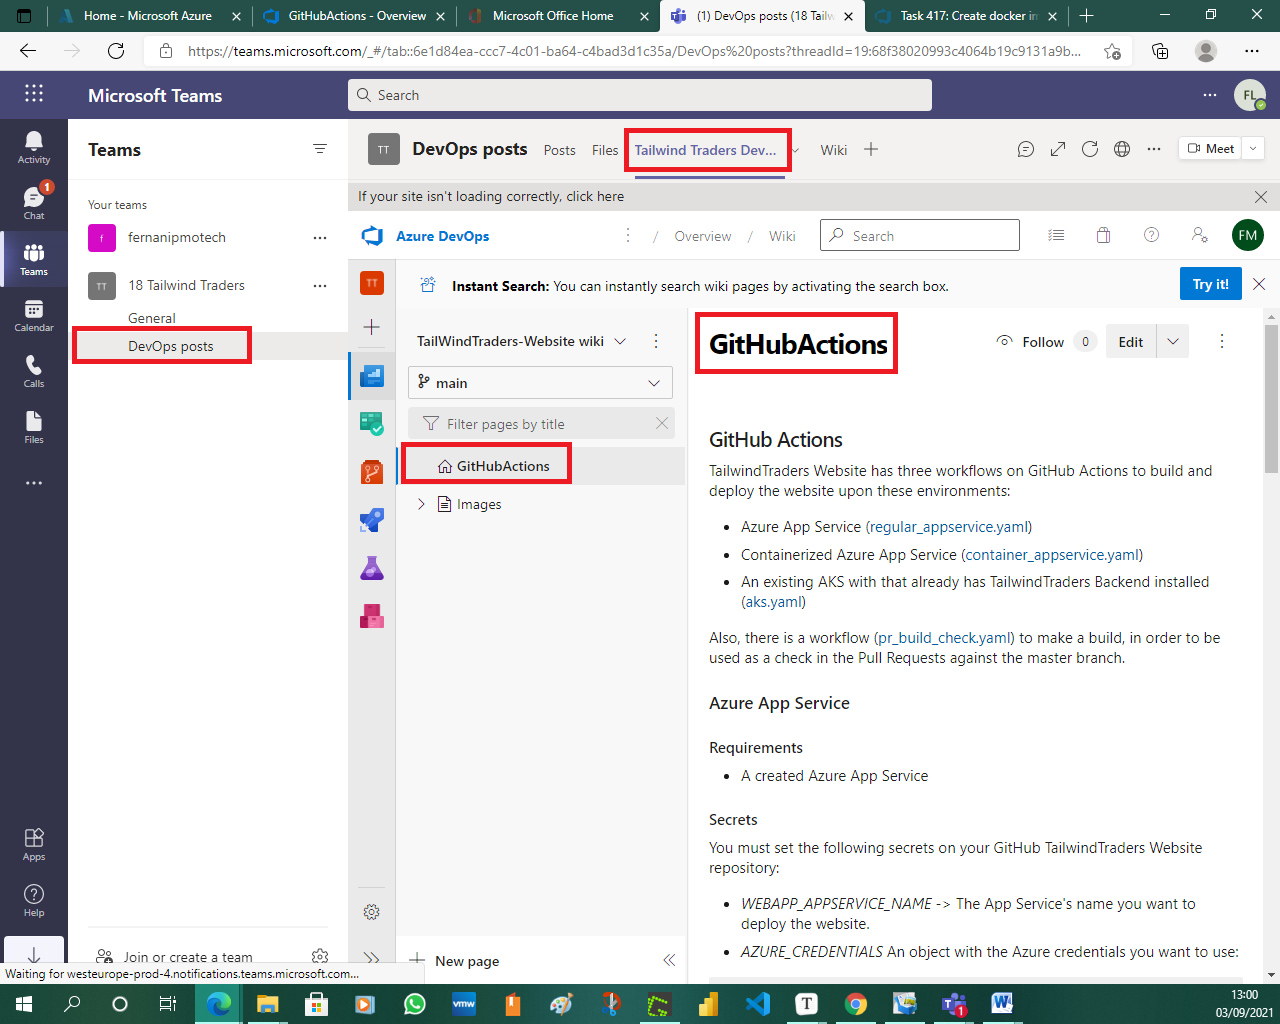 Home - Microsoft Azure
GitHubActions - Overview
Microsoft Office Home
(1) DevOps posts (18 Tailw
Task 417: Create docker im
https://teams.microsoft.com/_#/tab::6e1d84ea-ccc7-4c01-ba64-c4bad3d1c35a/DevOps%20posts?threadId=19:68f38020993c4064b19c9131a9b...
Microsoft Teams
Search
FL
Activity
1
Chat
Teams
Calendar
Calls
Files
Apps
Help
Teams
Your teams
f
fernanipmotech
TT
18 Tailwind Traders
General
DevOps posts
Join or create a team
TT
DevOps posts
Posts
Files
Tailwind Traders Dev...
Wiki
Meet
If your site isn't loading correctly, click here
Azure DevOps
/ Overview / Wiki
Search
FM
TT
Instant Search: You can instantly search wiki pages by activating the search box.
Try it!
TailWindTraders-Website wiki
main
Filter pages by title
GitHubActions
Images
New page
GitHubActions
Follow
0
Edit
GitHub Actions
TailwindTraders Website has three workflows on GitHub Actions to build and
deploy the website upon these environments:
• Azure App Service (regular_appservice.yaml)
• Containerized Azure App Service (container_appservice.yaml)
• An existing AKS with that already has TailwindTraders Backend installed
(aks.yaml)
Also, there is a workflow (pr_build_check.yaml) to make a build, in order to be
used as a check in the Pull Requests against the master branch.
Azure App Service
Requirements
• A created Azure App Service
Secrets
You must set the following secrets on your GitHub TailwindTraders Website
repository:
• WEBAPP_APPSERVICE_NAME -> The App Service's name you want to
deploy the website.
• AZURE_CREDENTIALS An object with the Azure credentials you want to use:
Waiting for westeurope-prod-4.notifications.teams.microsoft.com...
vmw
T
1
13:00
03/09/2021